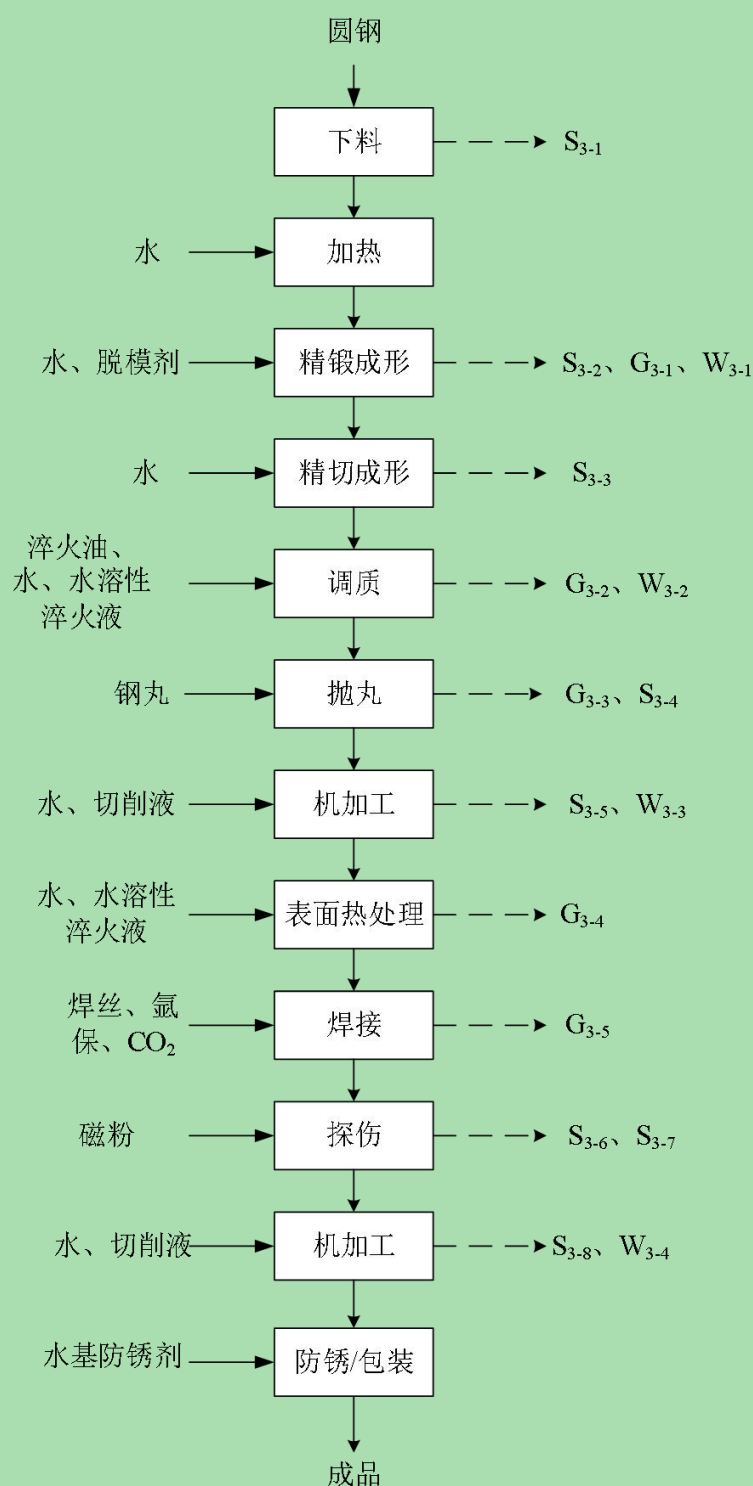 圆钢
下料
S3-1
水
加热
水、脱模剂
精锻成形
S3-2、G3-1、W3-1
水
精切成形
S3-3
淬火油、
水、水溶性
淬火液
调质
G3-2、W3-2
钢丸
抛丸
G3-3、S3-4
水、切削液
机加工
S3-5、W3-3
水、水溶性
淬火液
表面热处理
G3-4
焊丝、氩
保、CO2
焊接
G3-5
磁粉
探伤
S3-6、S3-7
水、切削液
机加工
S3-8、W3-4
水基防锈剂
防锈/包装
成品